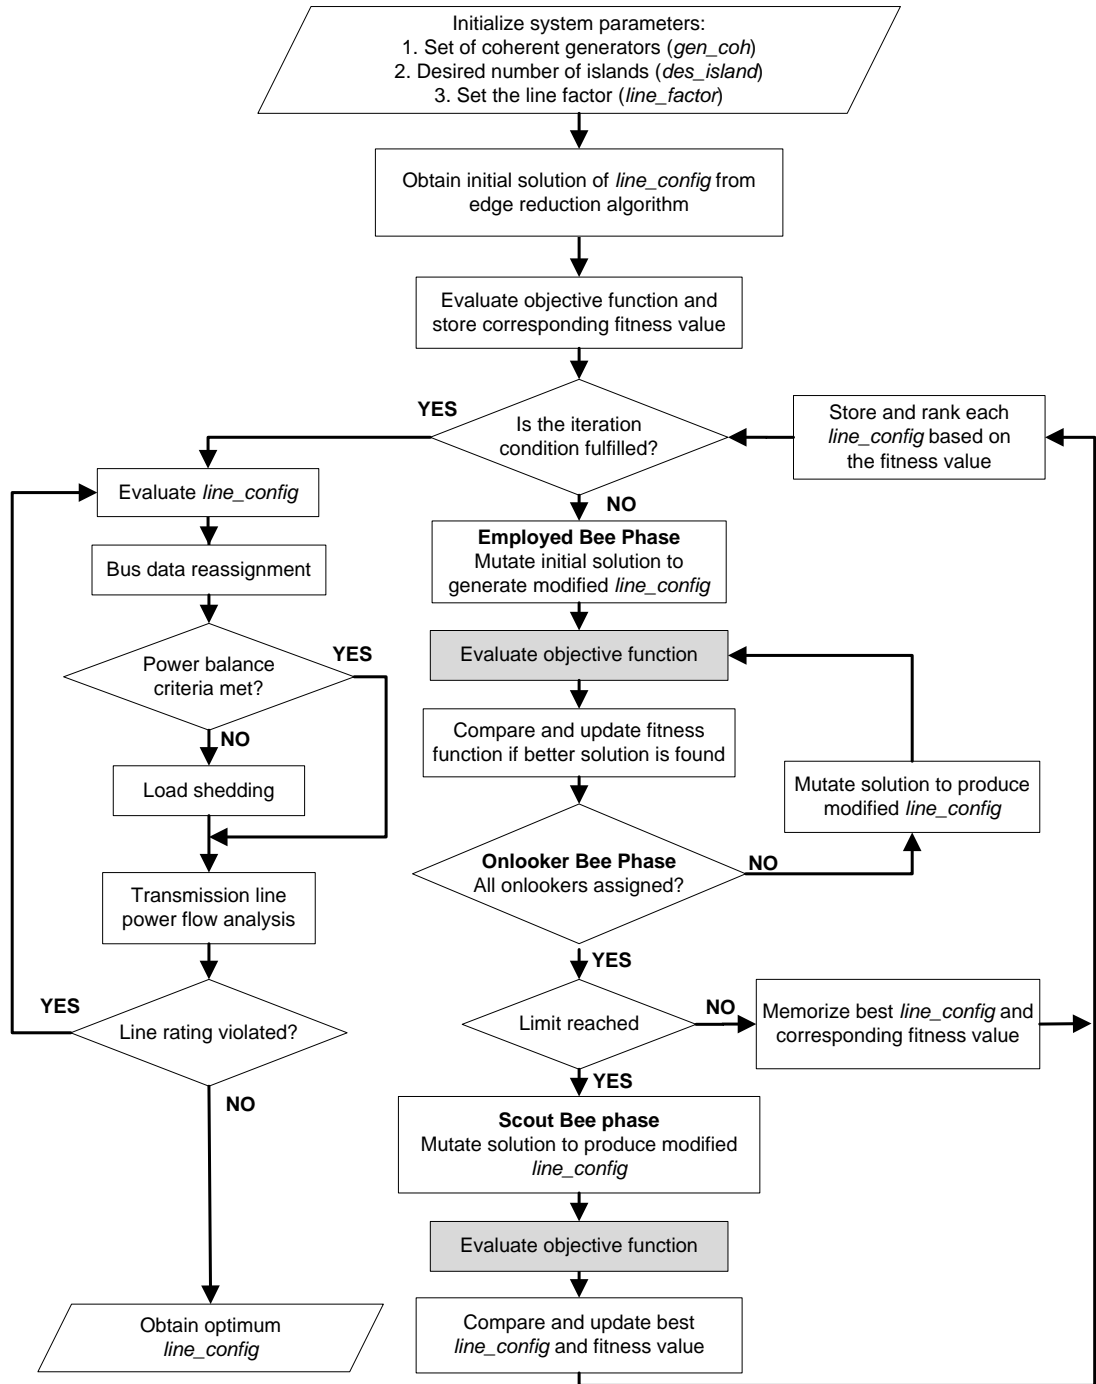 Initialize system parameters:
1. Set of coherent generators (gen_coh)
2. Desired number of islands (des_island)
3. Set the line factor (line_factor)
Obtain initial solution of line_config from
edge reduction algorithm
Evaluate objective function and
store corresponding fitness value
YES
Is the iteration
condition fulfilled?
Store and rank each
line_config based on
the fitness value
NO
Evaluate line_config
Employed Bee Phase
Mutate initial solution to
generate modified line_config
Bus data reassignment
Evaluate objective function
Power balance
criteria met?
YES
NO
Compare and update fitness
function if better solution is found
Load shedding
Mutate solution to produce
modified line_config
Onlooker Bee Phase
All onlookers assigned?
NO
Transmission line
power flow analysis
YES
YES
Line rating violated?
Limit reached
NO
Memorize best line_config and
corresponding fitness value
YES
NO
Scout Bee phase
Mutate solution to produce modified
line_config
Evaluate objective function
Obtain optimum
line_config
Compare and update best
line_config and fitness value